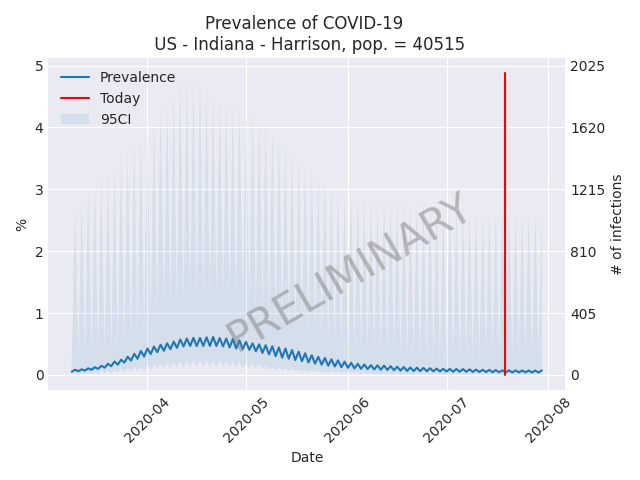 Prevalence of COVID-19
US - Indiana - Harrison, pop. = 40515
Prevalence
Today
95CI
PRELIMINARY
%
5
4
3
2
1
0
2025
1620
1215
810
405
0
# of infections
2020-04
2020-05
2020-06
2020-07
2020-08
Date